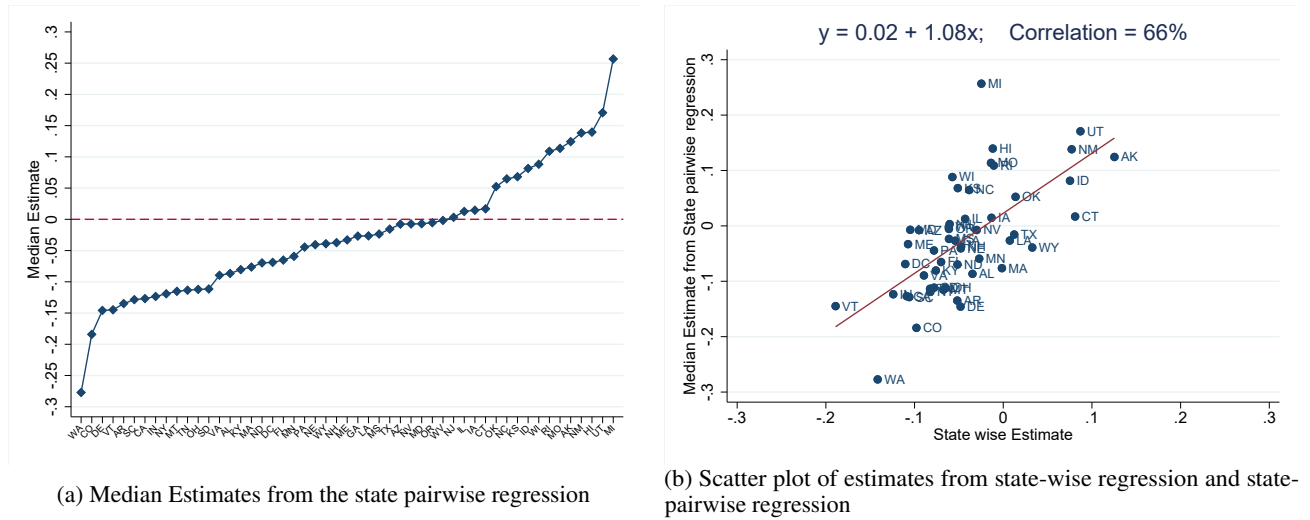 Median Estimate
.3
.25
.2
.15
.1
.05
0
-.05
-.1
-.15
-.2
-.25
-.3
WA CO DE VT AR SC CA IN NY MT TN OH SD VA AL KY MA ND DC FL MN PA NE WY NH ME GA LA MS TX AZ NV MD OR WV NJ IL IA CT OK NC KS ID WI RI MO AK NM HI UT MI
(a) Median Estimates from the state pairwise regression
y = 0.02 + 1.08x; Correlation = 66%
Median Estimate from State pairwise regression
.3
.2
.1
0
-.1
-.2
-.3
MI
UT
HI
NM
AK
MO
RI
WI
ID
KS
NC
OK
CT
IL
IA
NV
AZ
TX
LA
ME
WY
PA
NE
MN
DC
FL
ND
MA
KY
VA
AL
OH
IN
SC
AR
DE
VT
CO
WA
-.3 -.2 -.1 0 .1 .2 .3
State wise Estimate
(b) Scatter plot of estimates from state-wise regression and state-
pairwise regression